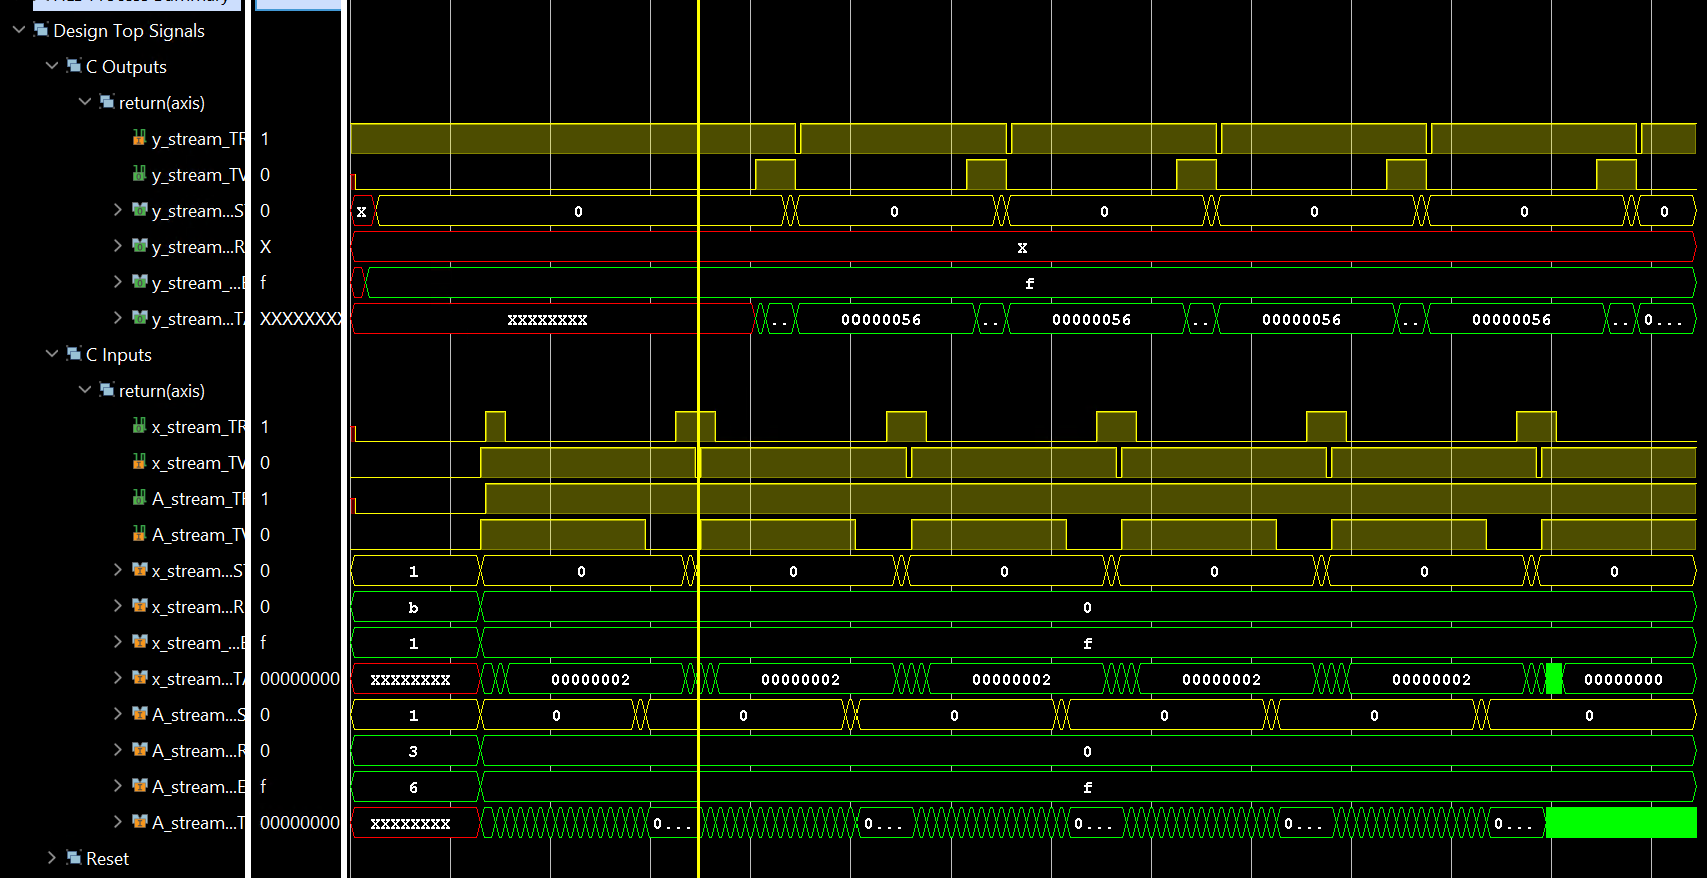 Design Top Signals
C Outputs
return(axis)
y_stream_TR 1
y_stream_TV 0
y_stream...S 0 x 0 0 0 0 0 0
y_stream...R X x
y_stream_...E f f
y_stream...TA XXXXXXXX XXXXXXXX .. 00000056 .. 00000056 .. 00000056 .. 00000056 .. 0...
C Inputs
return(axis)
x_stream_TR 1
x_stream_TV 0
A_stream_TR 1
A_stream_TV 0
x_stream...ST 0 1 0 0 0 0 0 0
x_stream...R 0 b 0
x_stream_...E f 1 f
x_stream...TA 00000000 XXXXXXXX 00000002 00000002 00000002 00000002 00000002 00000000
A_stream...S 0 1 0 0 0 0 0 0
A_stream...R 0 3 0
A_stream...E f 6 f
A_stream...T 00000000 XXXXXXXX 0... 0... 0... 0... 0...
Reset